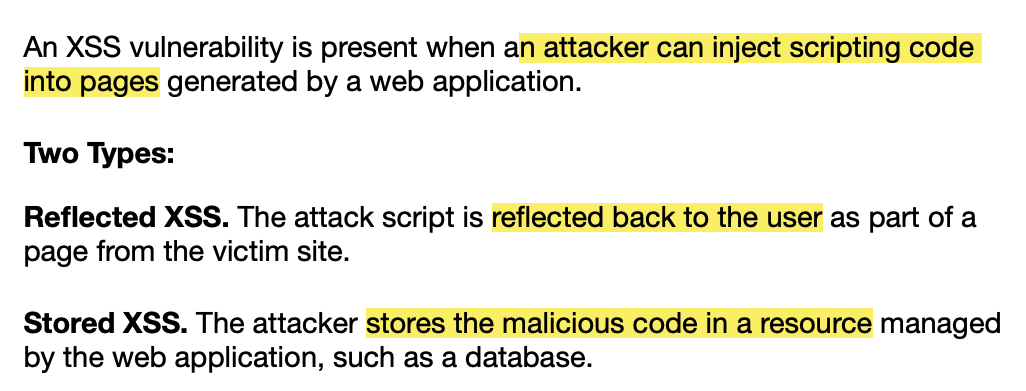 An XSS vulnerability is present when an attacker can inject scripting code
into pages generated by a web application.
Two Types:
Reflected XSS. The attack script is reflected back to the user as part of a
page from the victim site.
Stored XSS. The attacker stores the malicious code in a resource managed
by the web application, such as a database.